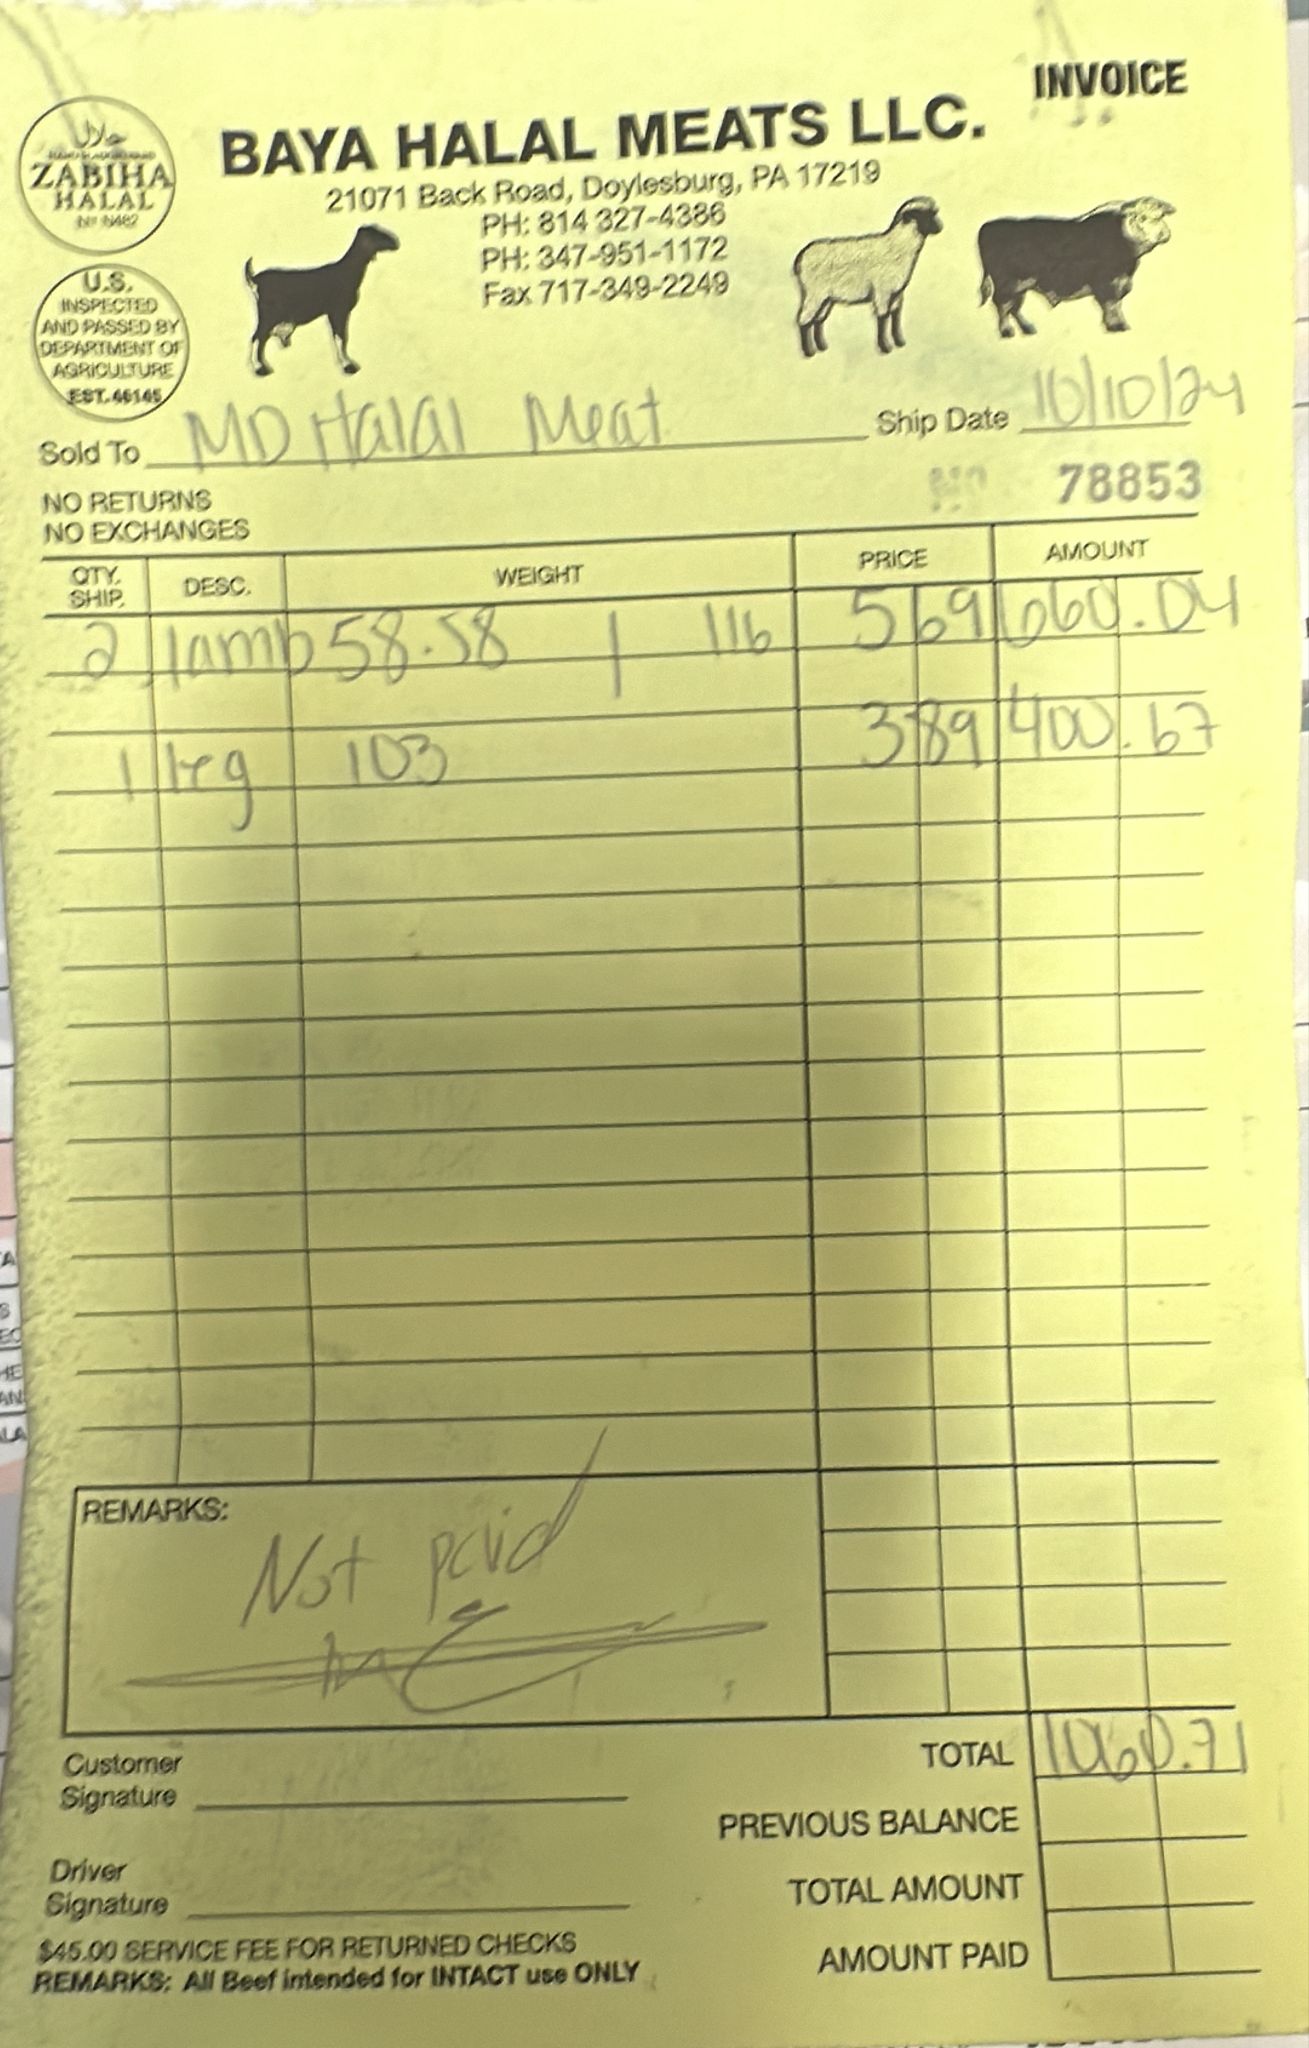 INVOICE
حلال
ZABIHA
HALAL
BAYA HALAL MEATS LLC.
21071 Back Road, Doylesburg, PA 17219
PH: 814 327-4386
PH: 347-951-1172
Fax 717-349-2249
U.S.
INSPECTED
AND PASSED BY
DEPARTMENT OF
AGRICULTURE
EST. 46145
Sold To MD Halal Meat Ship Date 10/10/24
78853
NO RETURNS
NO EXCHANGES
QTY. SHIP. DESC. WEIGHT PRICE AMOUNT
2 lamb 58.58 | 116 5 69 660.04
1 leg 103 3 89 400.67
REMARKS:
Not paid
Customer
Signature
TOTAL 1060.71
PREVIOUS BALANCE
Driver
Signature
TOTAL AMOUNT
AMOUNT PAID
$45.00 SERVICE FEE FOR RETURNED CHECKS
REMARKS: All Beef intended for INTACT use ONLY